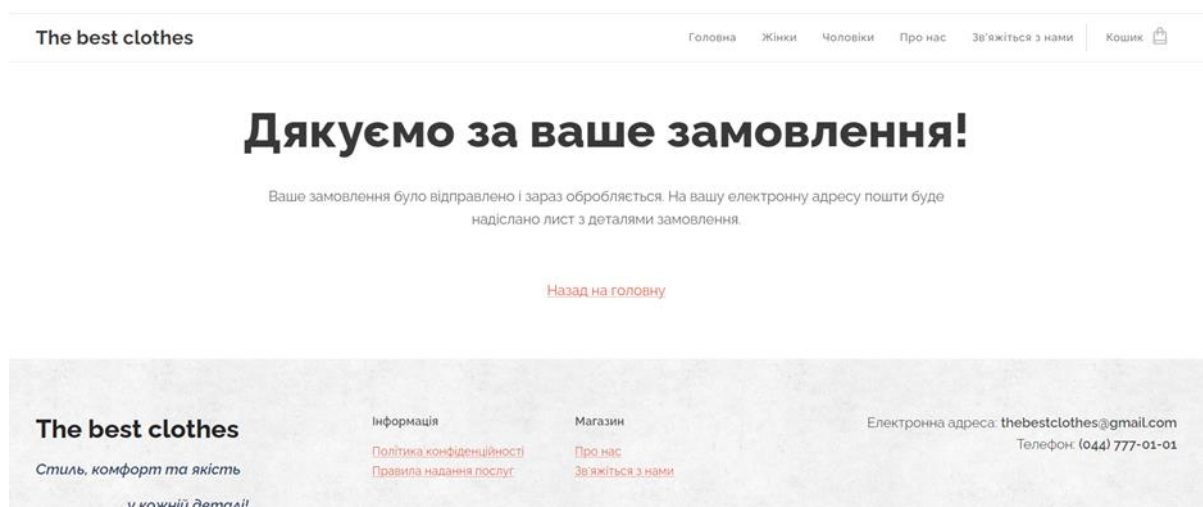 The best clothes
Головна Жінки Чоловіки Про нас Зв'яжіться з нами Кошик
Дякуємо за ваше замовлення!
Ваше замовлення було відправлено і зараз обробляється. На вашу електронну адресу пошти буде
надіслано лист з деталями замовлення.
Назад на головну
The best clothes
Стиль, комфорт та якість
у кожній деталі!
Інформація
Політика конфіденційності
Правила надання послуг
Магазин
Про нас
Зв'яжіться з нами
Електронна адреса: thebestclothes@gmail.com
Телефон: (044) 777-01-01